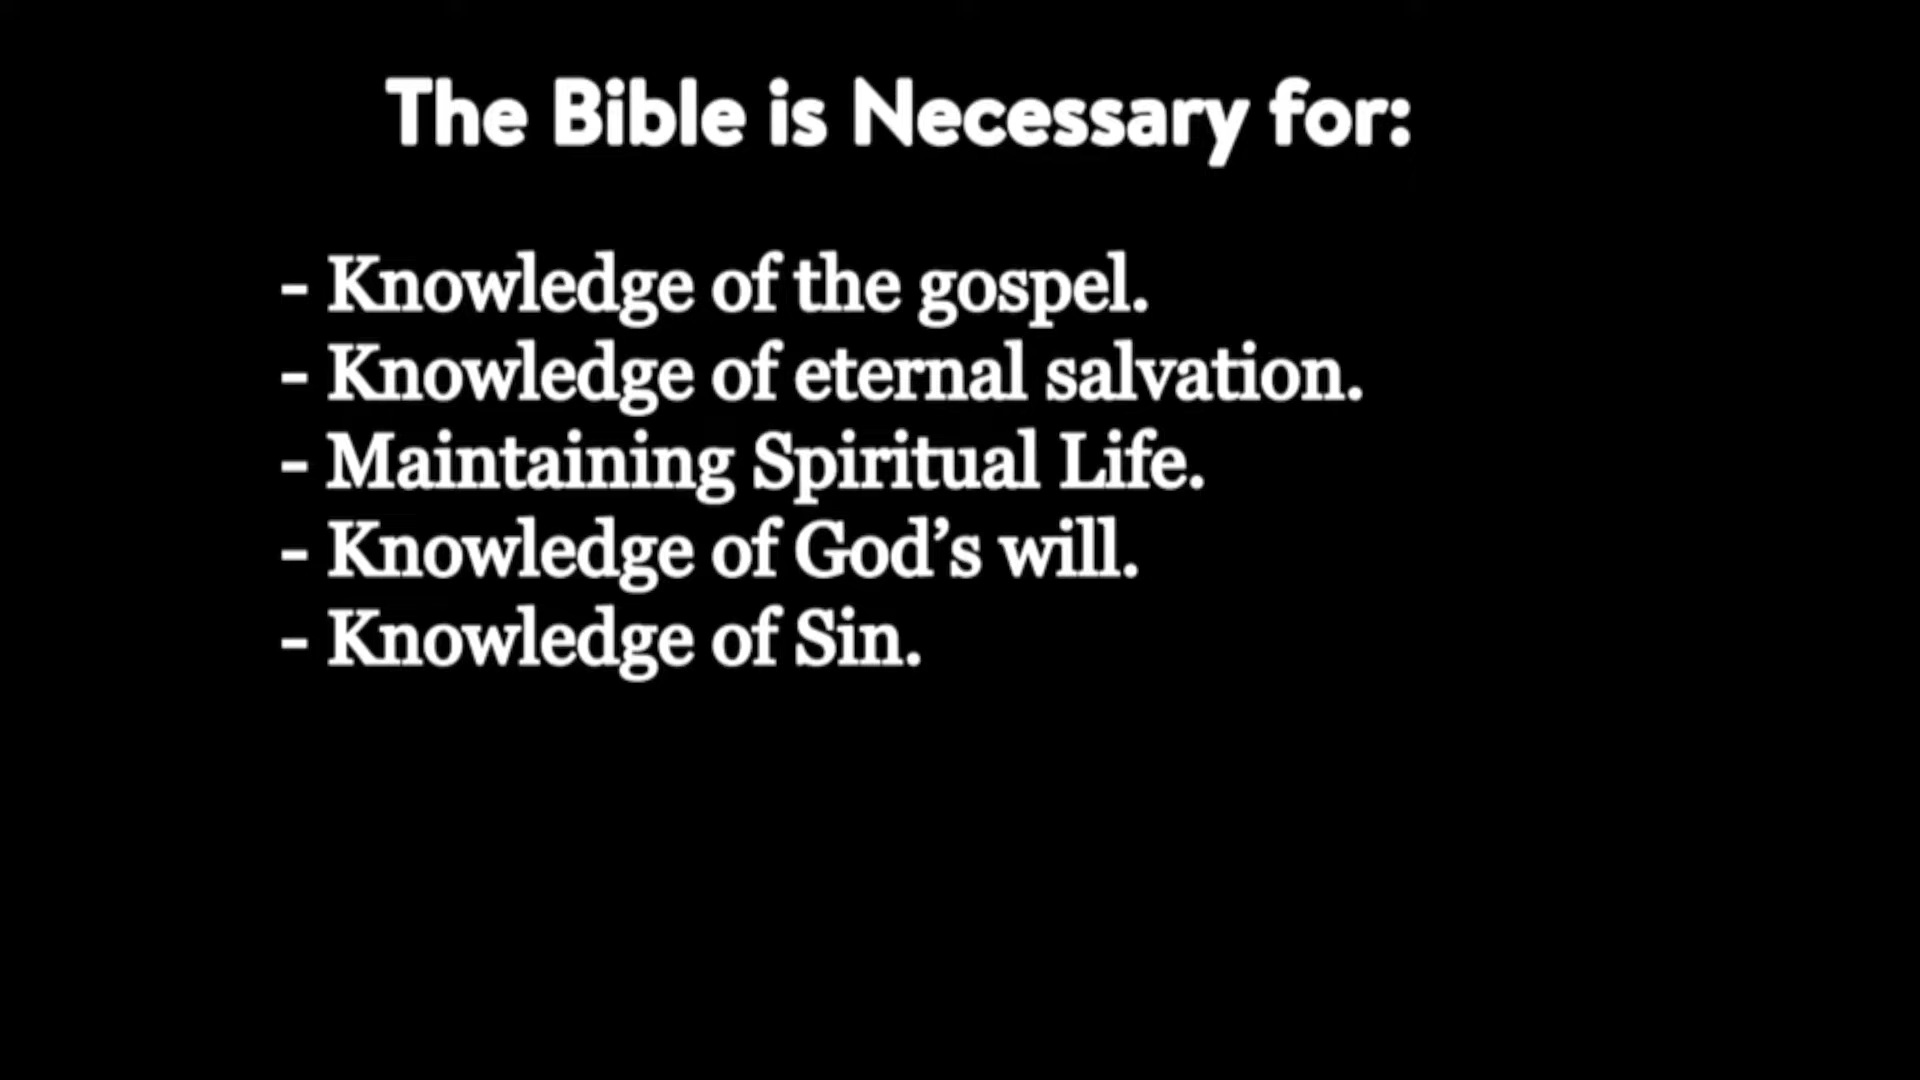 The Bible is Necessary for:
- Knowledge of the gospel.
- Knowledge of eternal salvation.
- Maintaining Spiritual Life.
- Knowledge of God’s will.
- Knowledge of Sin.